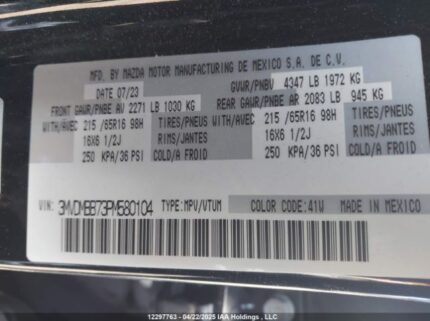 MFD. BY MAZDA MOTOR MANUFACTURING DE MEXICO S.A. DE C.V.
DATE 07/23 GVWR/PNBV 4347 LB 1972 KG
FRONT GAWR/PNBE AV 2271 LB 1030 KG REAR GAWR/PNBE AR 2083 LB 945 KG
WITH/AVEC 215 /65R16 98H TIRES/PNEUS WITH/AVEC 215 /65R16 98H TIRES/PNEUS
16X6 1/2J RIMS/JANTES 16X6 1/2J RIMS/JANTES
250 KPA/36 PSI COLD/A FROID 250 KPA/36 PSI COLD/A FROID
VIN: 3MVDMBB73PM580104 TYPE:MPV/VTUM COLOR CODE:41W MADE IN MEXICO
12297763 - 04/22/2025 IAA Holdings, LLC Copyright